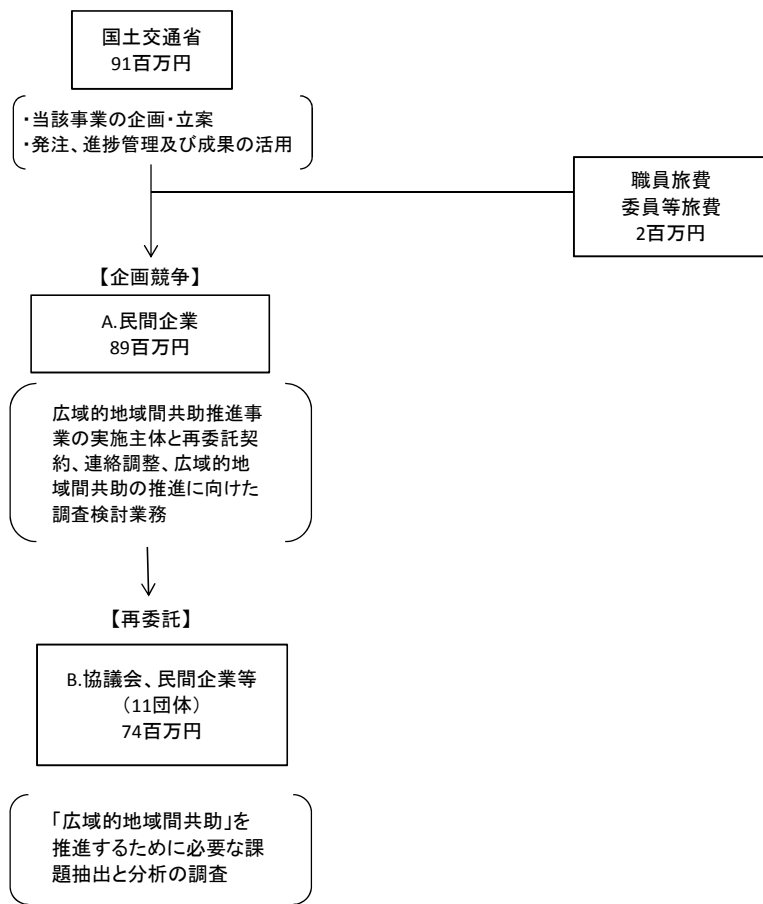 国土交通省
91百万円
・当該事業の企画・立案
・発注、進捗管理及び成果の活用
職員旅費
委員等旅費
2百万円
【企画競争】
A.民間企業
89百万円
広域的地域間共助推進事
業の実施主体と再委託契
約、連絡調整、広域的地
域間共助の推進に向けた
調査検討業務
【再委託】
B.協議会、民間企業等
(11団体)
74百万円
「広域的地域間共助」を
推進するために必要な課
題抽出と分析の調査